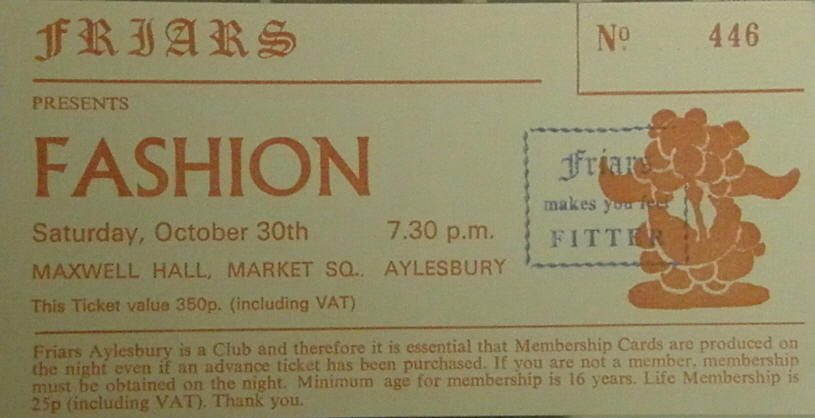 FRIARS
Nº 446
PRESENTS
FASHION
Saturday, October 30th 7.30 p.m.
MAXWELL HALL, MARKET SQ.. AYLESBURY
This Ticket value 350p. (including VAT)
Friars
makes you feel
FITTER
Friars Aylesbury is a Club and therefore it is essential that Membership Cards are produced on
the night even if an advance ticket has been purchased. If you are not a member, membership
must be obtained on the night. Minimum age for membership is 16 years. Life Membership is
25p (including VAT). Thank you.